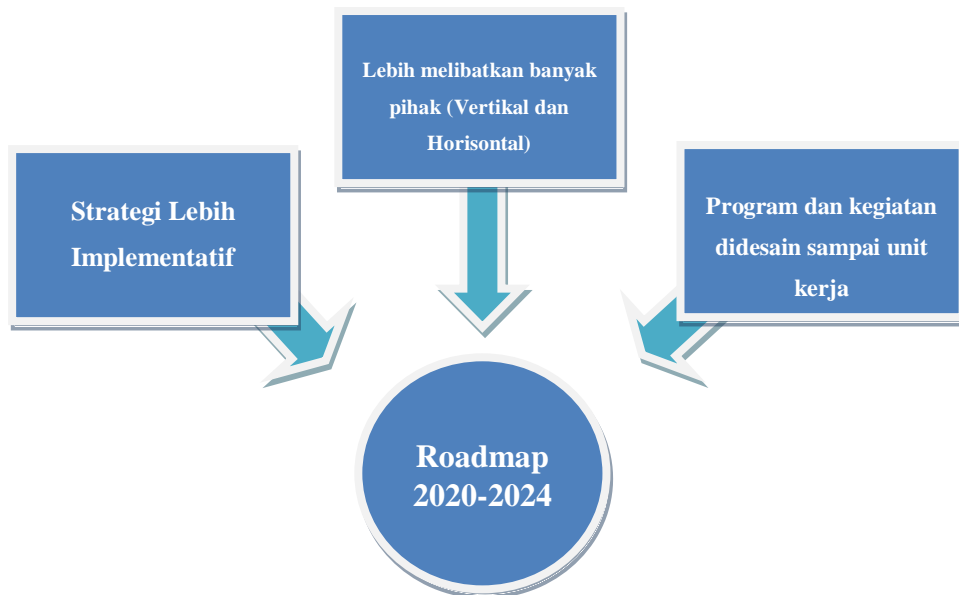 Lebih melibatkan banyak
pihak (Vertikal dan
Horisontal)
Strategi Lebih
Implementatif
Program dan kegiatan
didesain sampai unit
kerja
Roadmap
2020-2024